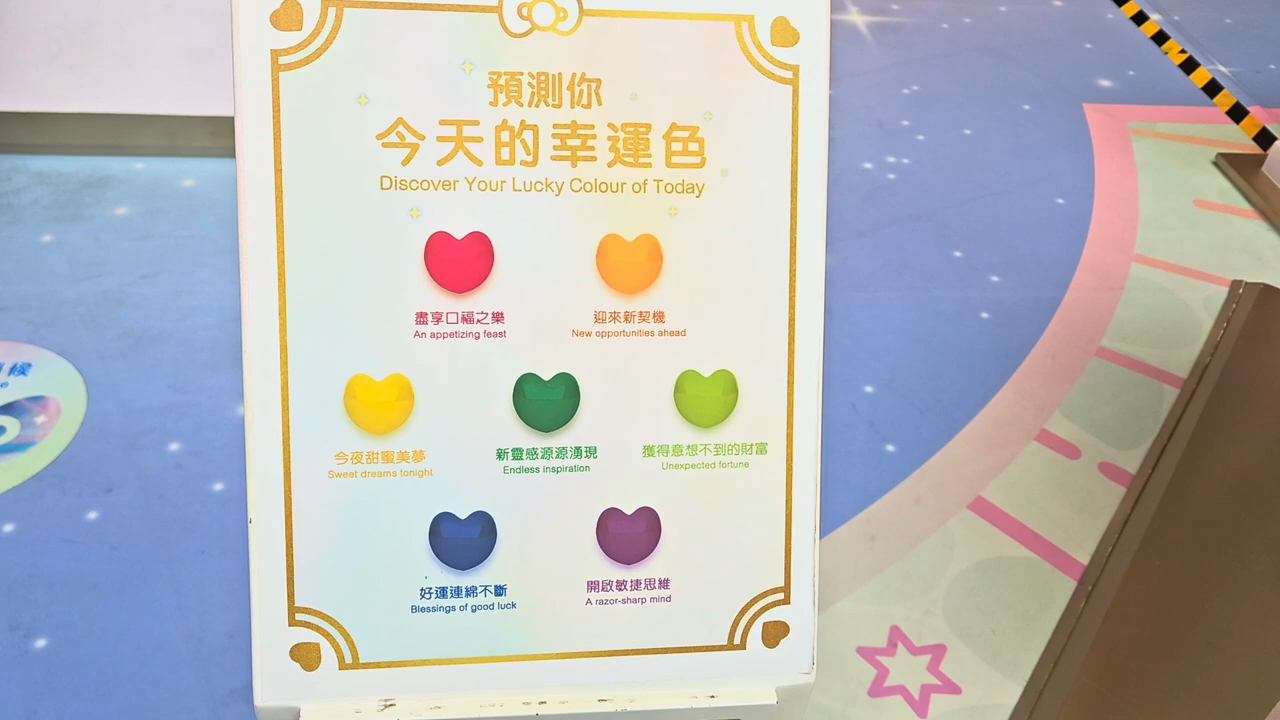 預測你
今天的幸運色
Discover Your Lucky Colour of Today
盡享口福之樂
An appetizing feast
迎來新契機
New opportunities ahead
今夜甜蜜美夢
Sweet dreams tonight
新靈感源源湧現
Endless inspiration
獲得意想不到的財富
Unexpected fortune
好運連綿不斷
Blessings of good luck
開啟敏捷思維
A razor-sharp mind